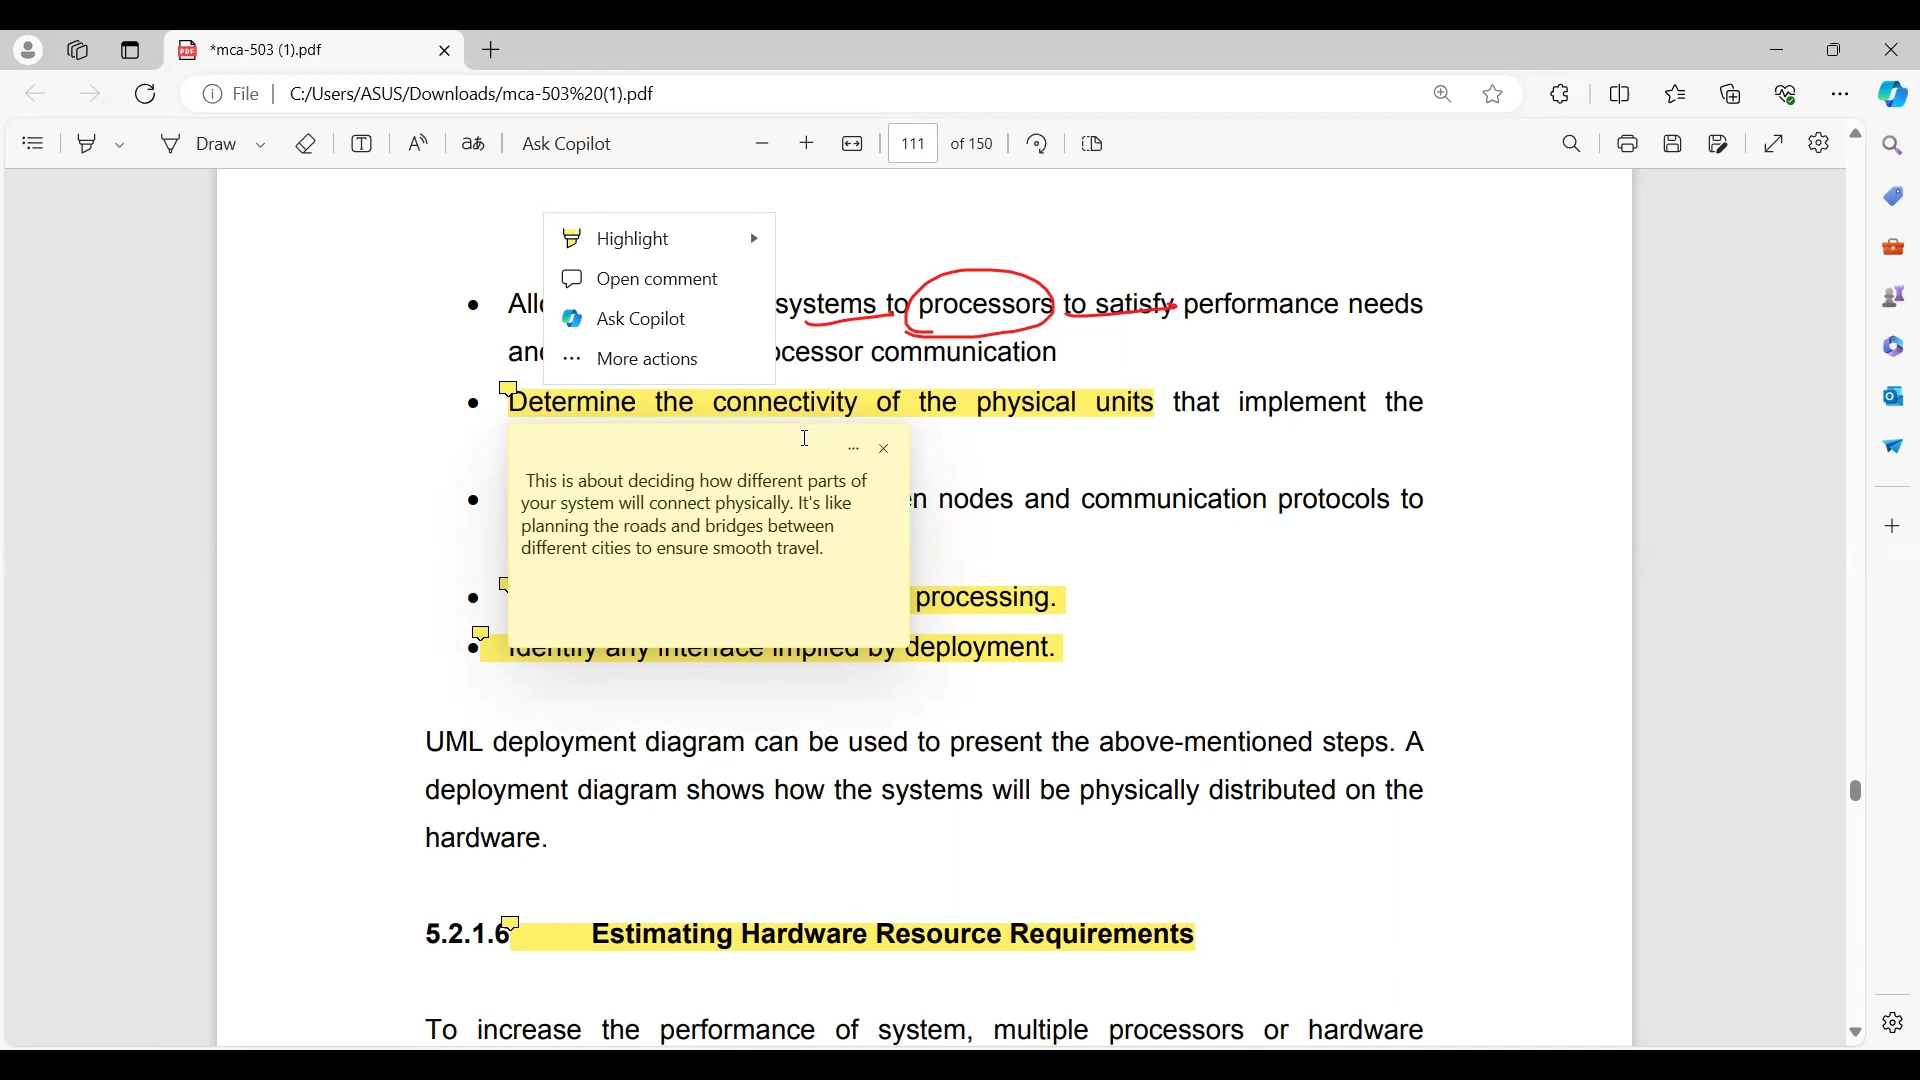 *mca-503 (1).pdf
File
C:/Users/ASUS/Downloads/mca-503%20(1).pdf
Draw
Ask Copilot
111 of 150
Highlight
Open comment
Ask Copilot
More actions
systems to processors to satisfy performance needs
communication
Determine the connectivity of the physical units that implement the
This is about deciding how different parts of
your system will connect physically. It's like
planning the roads and bridges between
different cities to ensure smooth travel.
nodes and communication protocols to
processing.
Identify any interface implied by deployment.
UML deployment diagram can be used to present the above-mentioned steps. A
deployment diagram shows how the systems will be physically distributed on the
hardware.
5.2.1.6 Estimating Hardware Resource Requirements
To increase the performance of system, multiple processors or hardware